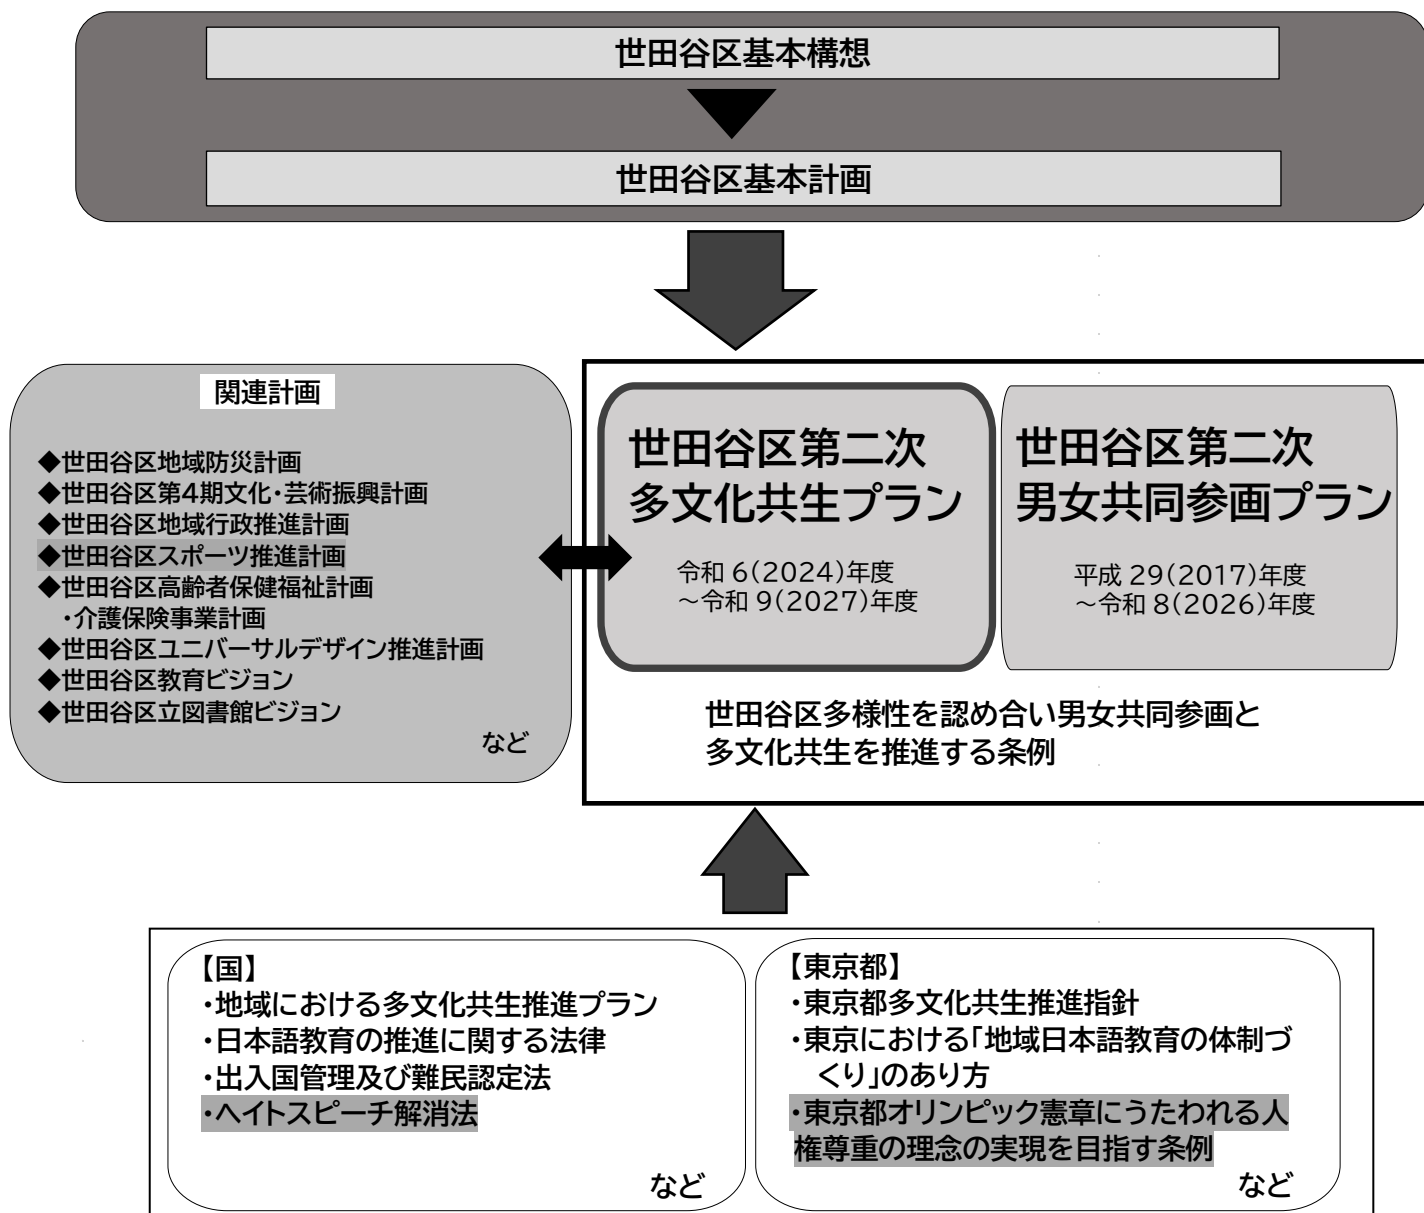 世田谷区基本構想
世田谷区基本計画
関連計画
◆世田谷区地域防災計画
◆世田谷区第4期文化・芸術振興計画
◆世田谷区地域行政推進計画
◆世田谷区スポーツ推進計画
◆世田谷区高齢者保健福祉計画
・介護保険事業計画
◆世田谷区ユニバーサルデザイン推進計画
◆世田谷区教育ビジョン
◆世田谷区立図書館ビジョン
など
世田谷区第二次
多文化共生プラン
令和 6(2024)年度
～令和 9(2027)年度
世田谷区第二次
男女共同参画プラン
平成 29(2017)年度
～令和 8(2026)年度
世田谷区多様性を認め合い男女共同参画と
多文化共生を推進する条例
【国】
・地域における多文化共生推進プラン
・日本語教育の推進に関する法律
・出入国管理及び難民認定法
・ヘイトスピーチ解消法
など
【東京都】
・東京都多文化共生推進指針
・東京における「地域日本語教育の体制づ
くり」のあり方
・東京都オリンピック憲章にうたわれる人
権尊重の理念の実現を目指す条例
など